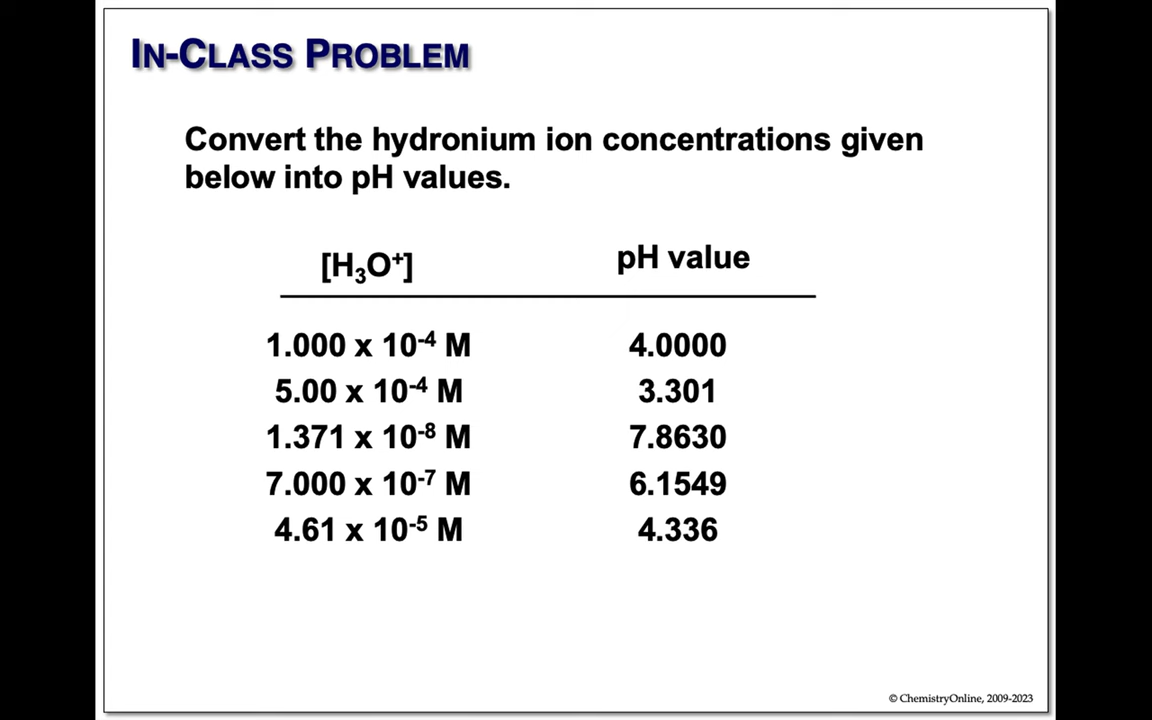 IN-CLASS PROBLEM
Convert the hydronium ion concentrations given
below into pH values.
[H₃O⁺] pH value
1.000 x 10⁻⁴ M 4.0000
5.00 x 10⁻⁴ M 3.301
1.371 x 10⁻⁸ M 7.8630
7.000 x 10⁻⁷ M 6.1549
4.61 x 10⁻⁵ M 4.336
© ChemistryOnline, 2009-2023